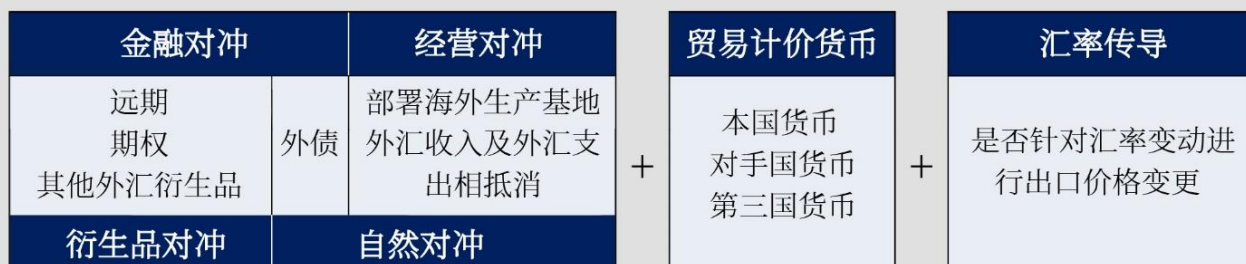 金融对冲
经营对冲
远期
期权
其他外汇衍生品
外债
部署海外生产基地
外汇收入及外汇支
出相抵消
衍生品对冲
自然对冲
+
贸易计价货币
本国货币
对手国货币
第三国货币
+
汇率传导
是否针对汇率变动进
行出口价格变更